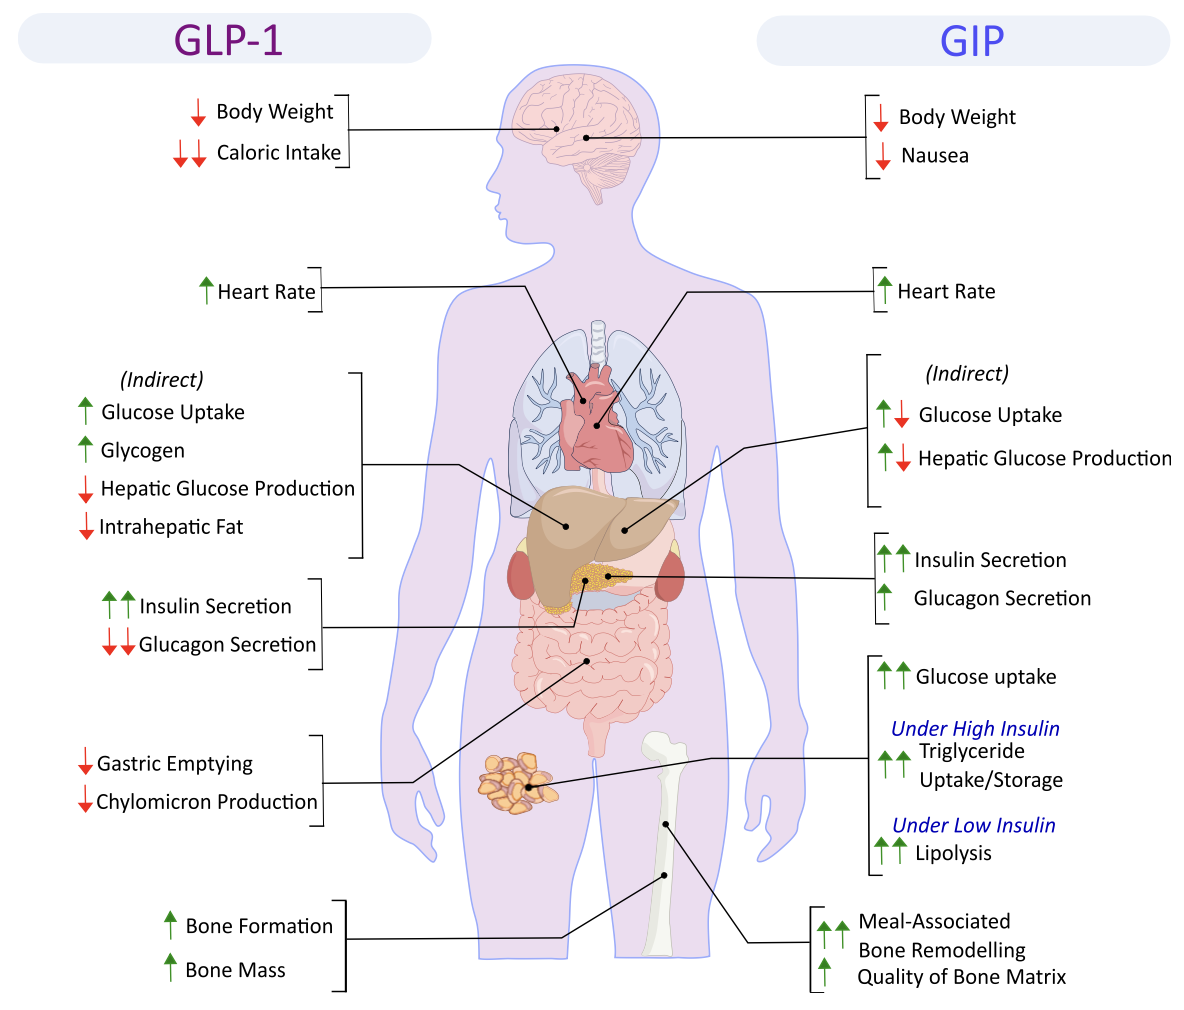 GLP-1
Body Weight
Caloric Intake
Heart Rate
(Indirect)
Glucose Uptake
Glycogen
Hepatic Glucose Production
Intrahepatic Fat
Insulin Secretion
Glucagon Secretion
Gastric Emptying
Chylomicron Production
Bone Formation
Bone Mass
GIP
Body Weight
Nausea
Heart Rate
(Indirect)
Glucose Uptake
Hepatic Glucose Production
Insulin Secretion
Glucagon Secretion
Glucose uptake
Under High Insulin
Triglyceride
Uptake/Storage
Under Low Insulin
Lipolysis
Meal-Associated
Bone Remodelling
Quality of Bone Matrix